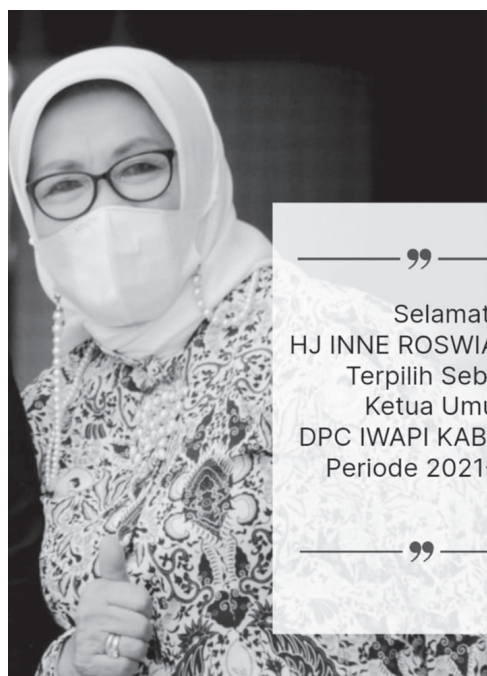 Selamat
HJ INNE ROSWIA
Terpilih Seb
Ketua Umu
DPC IWAPI KAB
Periode 2021